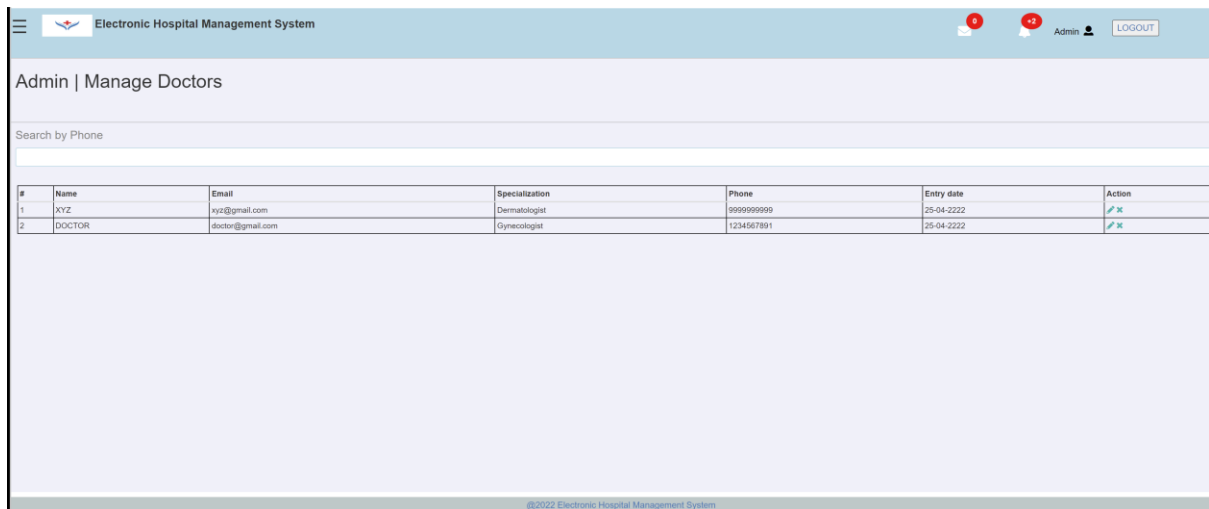 Electronic Hospital Management System 0 +2 Admin LOGOUT
Admin | Manage Doctors
Search by Phone
# Name Email Specialization Phone Entry date Action
1 XYZ xyz@gmail.com Dermatologist 9999999999 25-04-2222
2 DOCTOR doctor@gmail.com Gynecologist 1234567891 25-04-2222
@2022 Electronic Hospital Management System